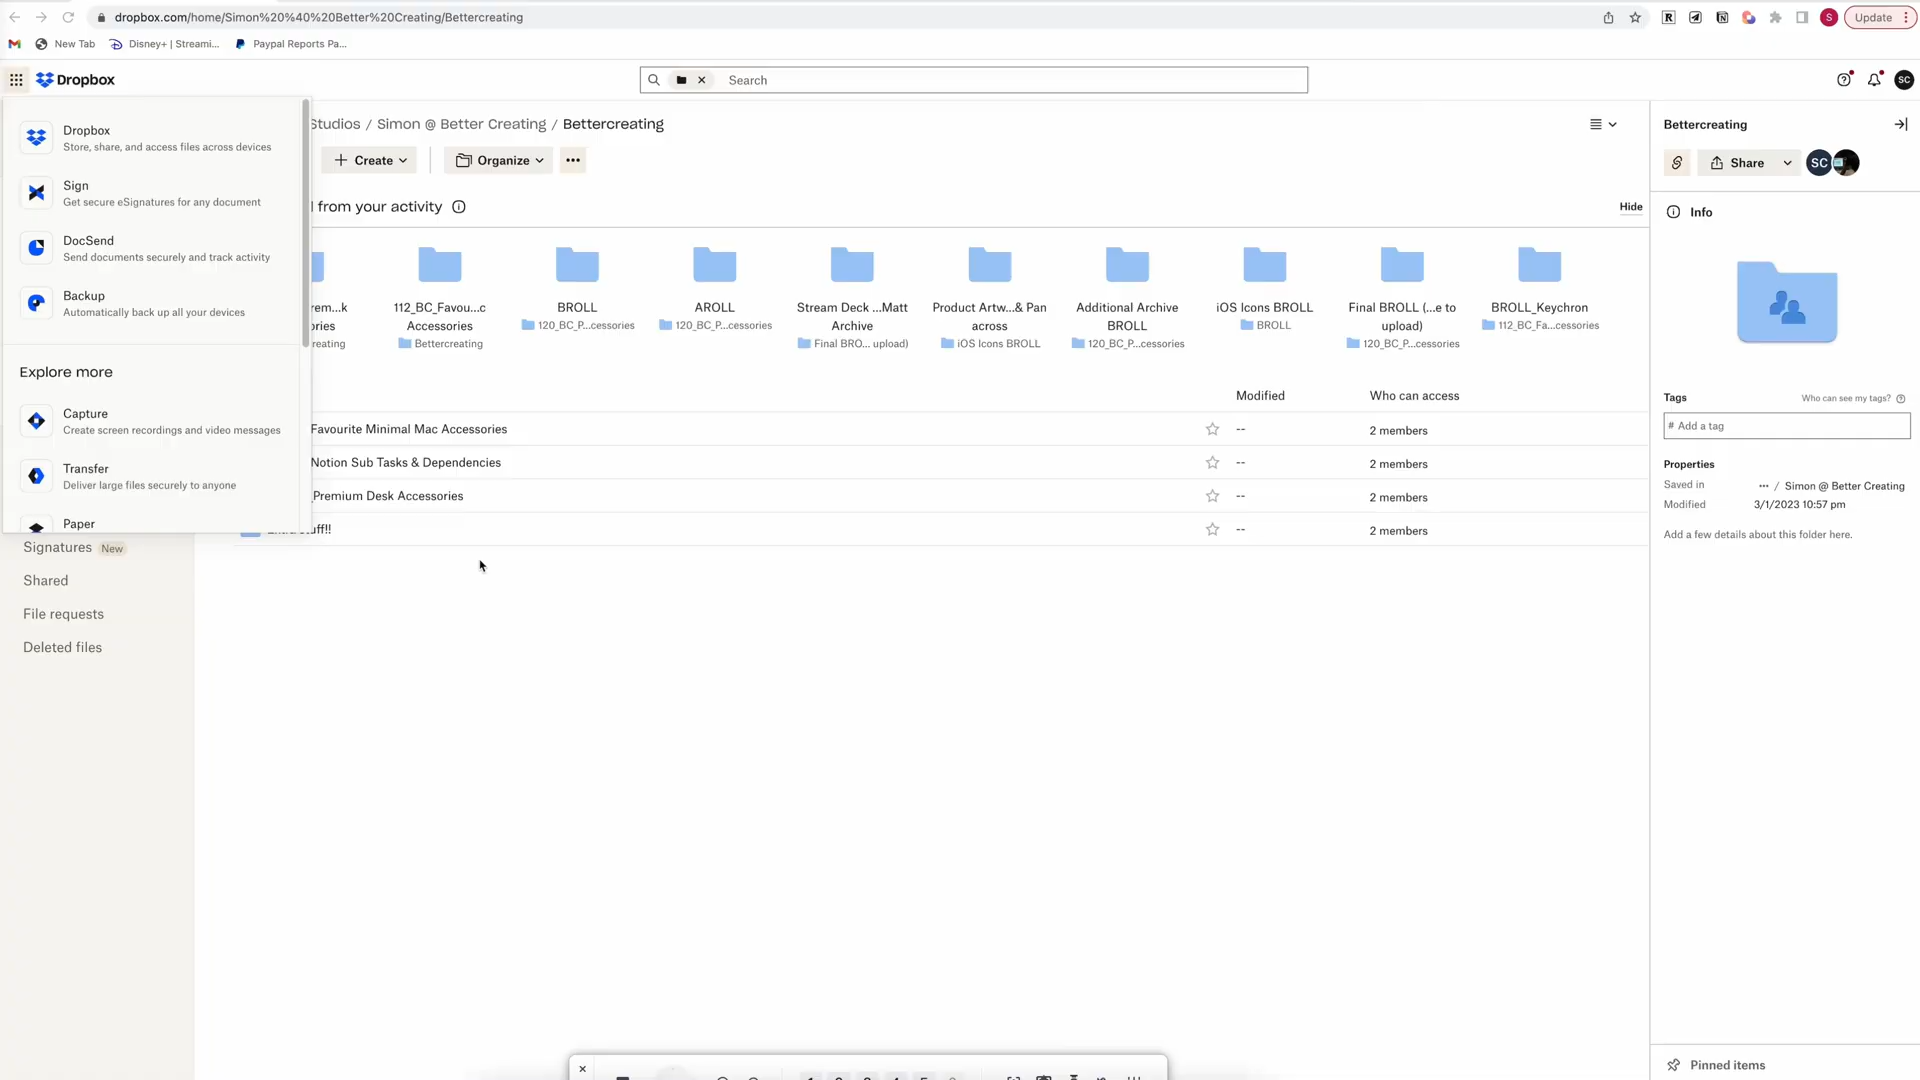 dropbox.com/home/Simon%20%40%20Better%20Creating/Bettercreating
S
Update
New Tab
Disney+ | Streami...
Paypal Reports Pa...
Dropbox
Search
SC
Dropbox
Store, share, and access files across devices
Sign
Get secure eSignatures for any document
DocSend
Send documents securely and track activity
Backup
Automatically back up all your devices
Explore more
Capture
Create screen recordings and video messages
Transfer
Deliver large files securely to anyone
Paper
Signatures New
Shared
File requests
Deleted files
Studios / Simon @ Better Creating / Bettercreating
Create
Organize
from your activity
Hide
rem...k
ories
reating
112_BC_Favou...c
Accessories
Bettercreating
BROLL
120_BC_P...cessories
AROLL
120_BC_P...cessories
Stream Deck ...Matt
Archive
Final BRO... upload)
Product Artw...& Pan
across
iOS Icons BROLL
Additional Archive
BROLL
120_BC_P...cessories
iOS Icons BROLL
BROLL
Final BROLL (...e to
upload)
120_BC_P...cessories
BROLL_Keychron
112_BC_Fa...cessories
Modified
Who can access
Favourite Minimal Mac Accessories
--
2 members
Notion Sub Tasks & Dependencies
--
2 members
_Premium Desk Accessories
--
2 members
uff!!
--
2 members
Bettercreating
Share
SC
Info
Tags
Who can see my tags?
# Add a tag
Properties
Saved in
··· / Simon @ Better Creating
Modified
3/1/2023 10:57 pm
Add a few details about this folder here.
Pinned items